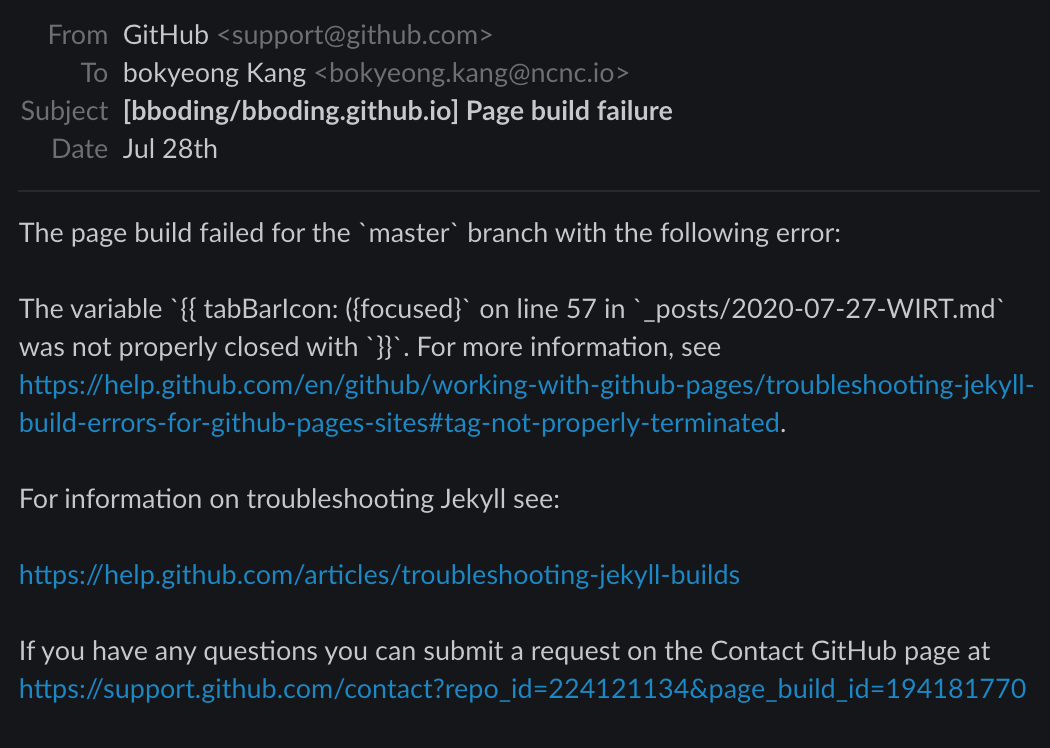 From GitHub <support@github.com>
To bokyeong Kang <bokyeong.kang@ncnc.io>
Subject [bboding/bboding.github.io] Page build failure
Date Jul 28th
The page build failed for the `master` branch with the following error:
The variable `{{ tabBarIcon: ({focused}` on line 57 in `_posts/2020-07-27-WIRT.md`
was not properly closed with `}}`. For more information, see
https://help.github.com/en/github/working-with-github-pages/troubleshooting-jekyll-
build-errors-for-github-pages-sites#tag-not-properly-terminated.
For information on troubleshooting Jekyll see:
https://help.github.com/articles/troubleshooting-jekyll-builds
If you have any questions you can submit a request on the Contact GitHub page at
https://support.github.com/contact?repo_id=224121134&page_build_id=194181770